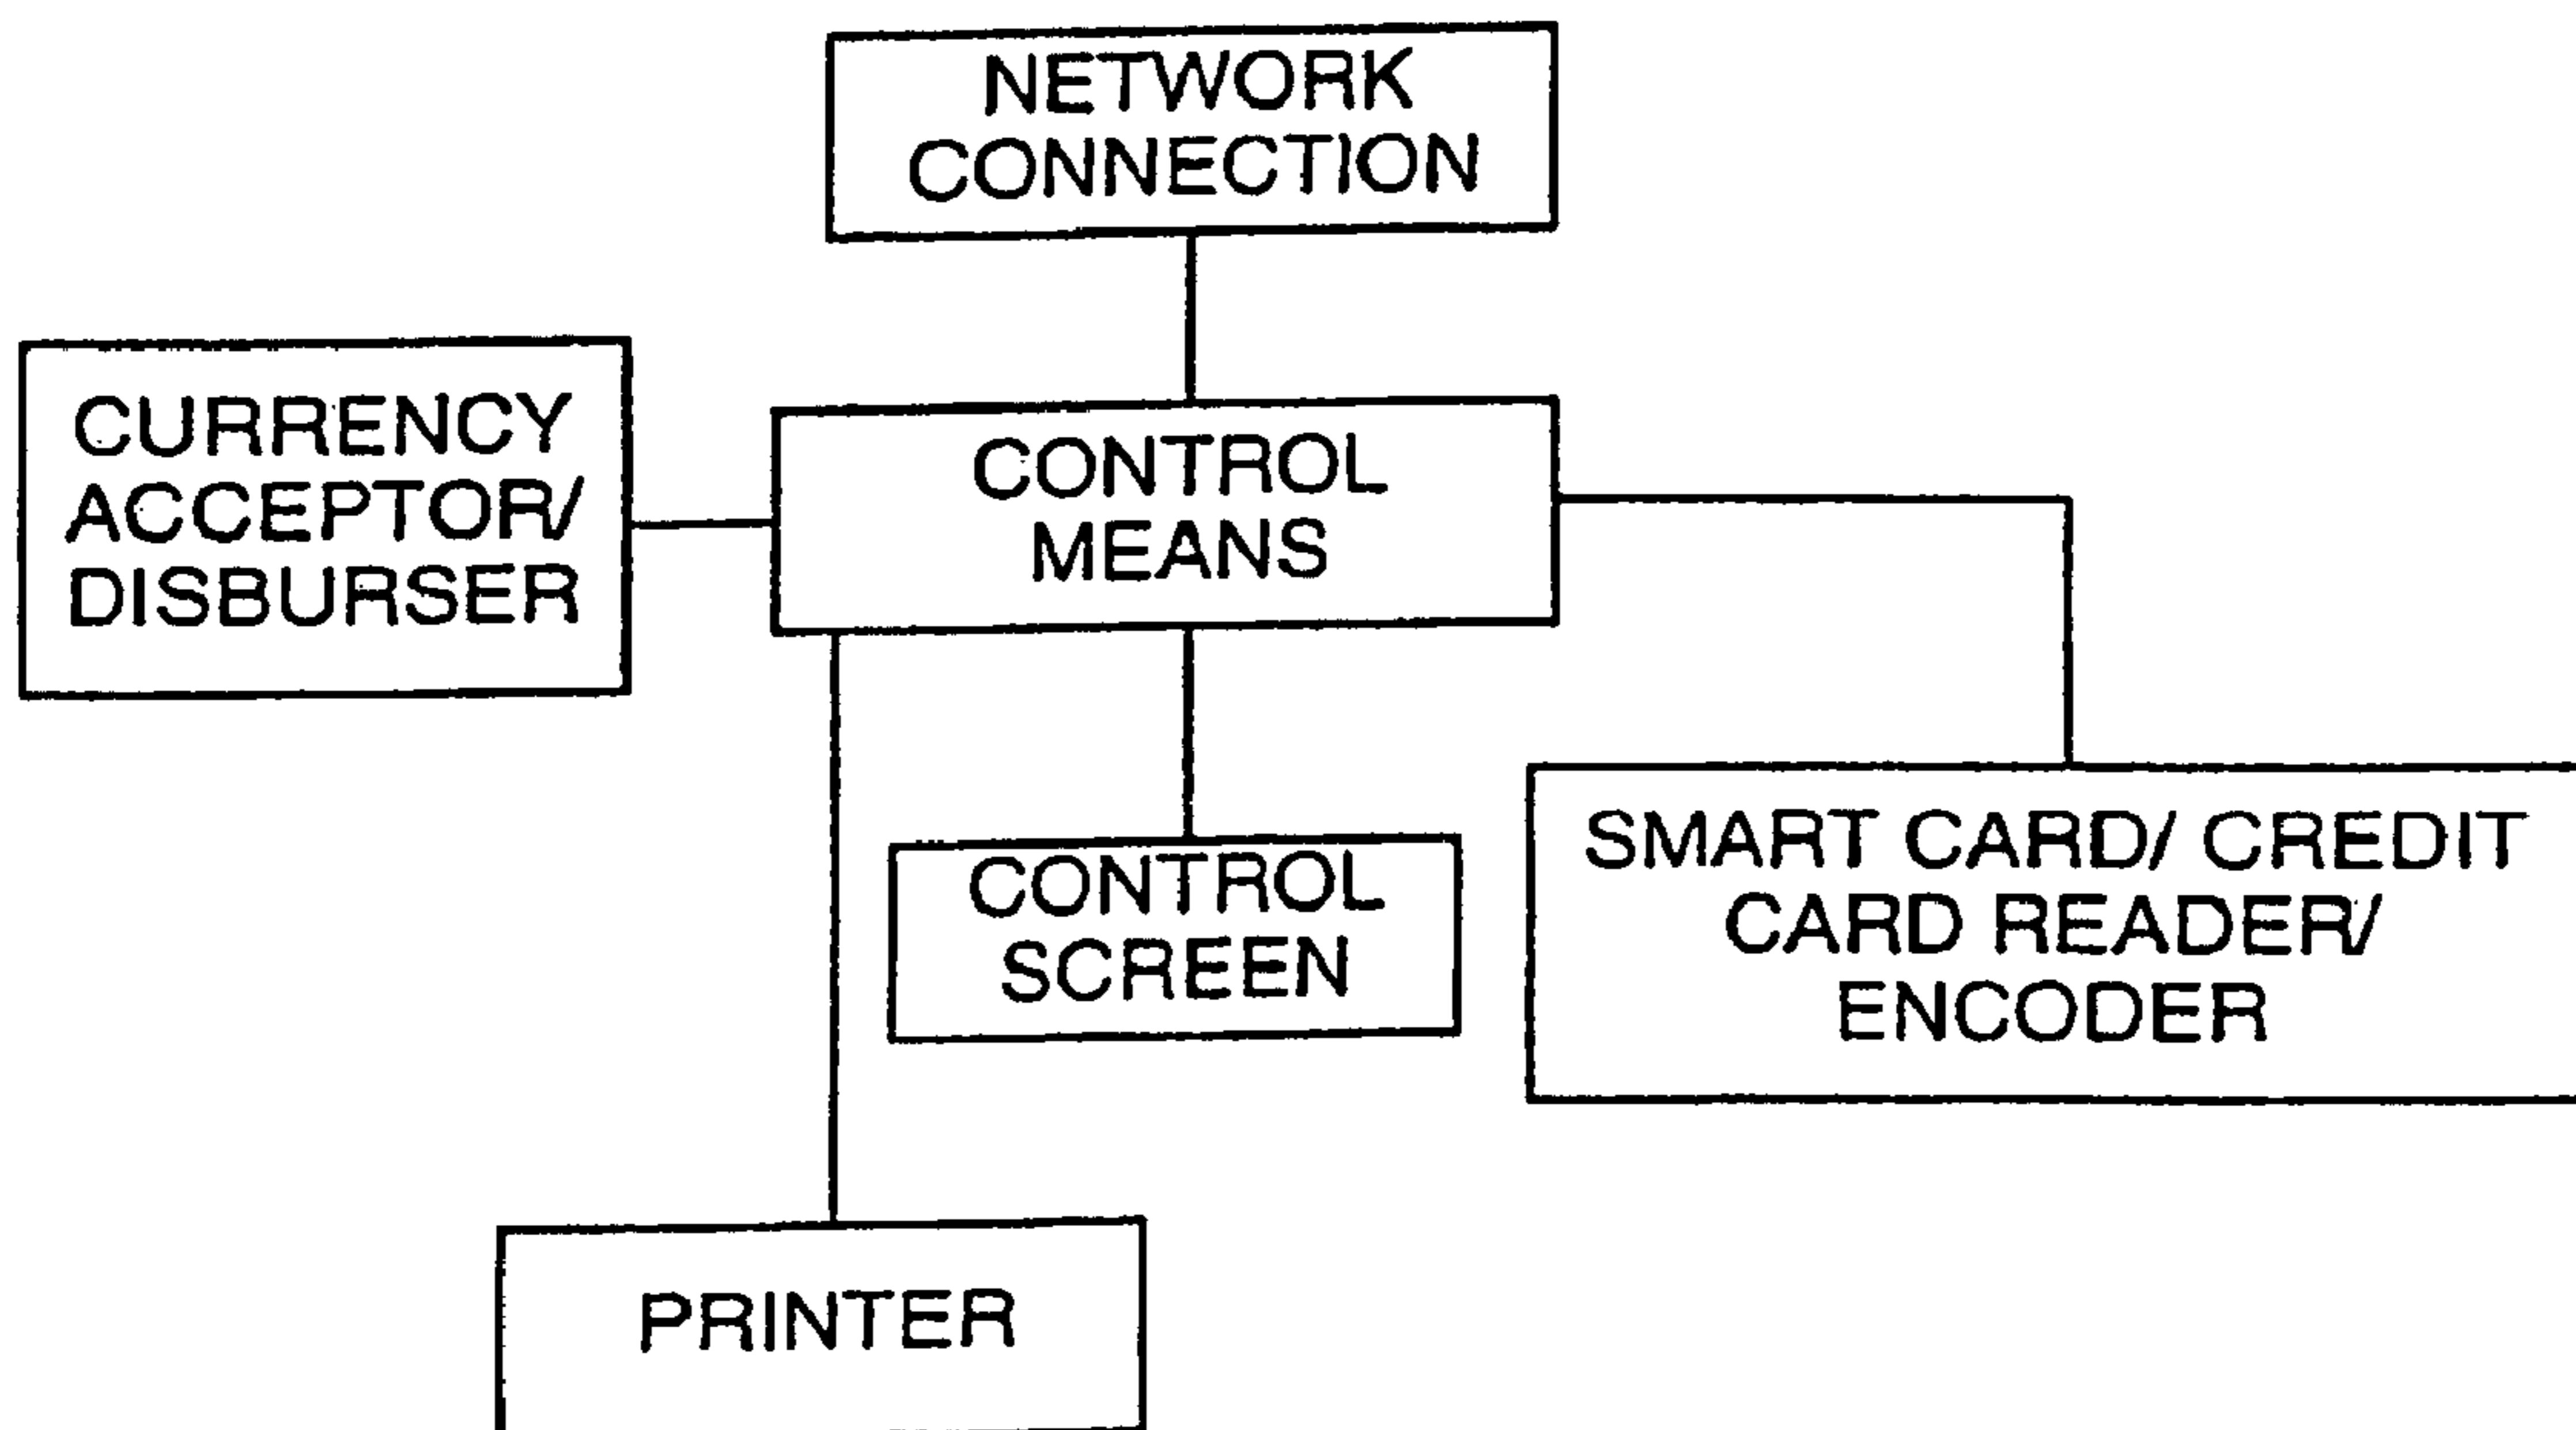 NETWORK
CONNECTION
CURRENCY
ACCEPTOR/
DISBURSER
CONTROL
MEANS
CONTROL
SCREEN
SMART CARD/ CREDIT
CARD READER/
ENCODER
PRINTER